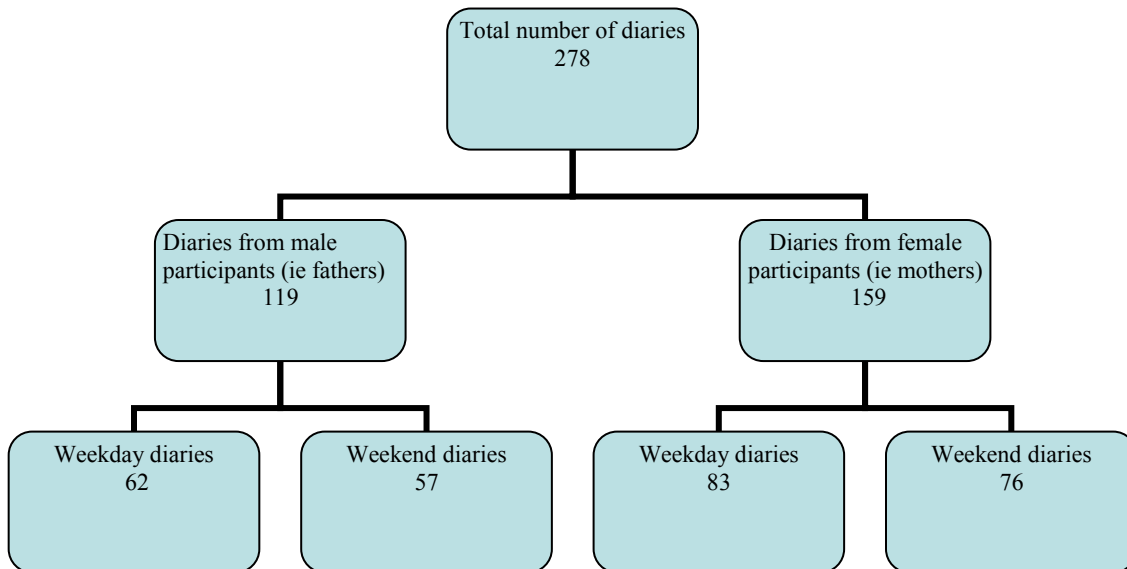 Total number of diaries
278
Diaries from male
participants (ie fathers)
119
Diaries from female
participants (ie mothers)
159
Weekday diaries
62
Weekend diaries
57
Weekday diaries
83
Weekend diaries
76